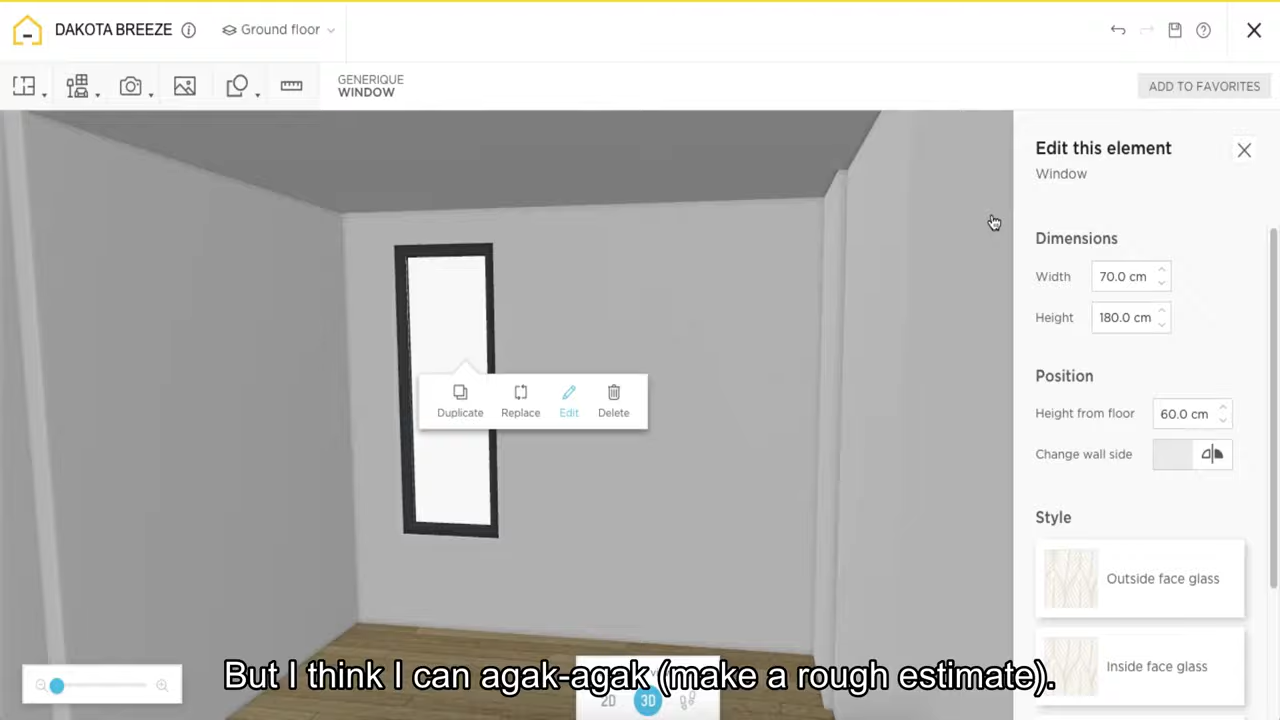 DAKOTA BREEZE
Ground floor
GENERIQUE
WINDOW
ADD TO FAVORITES
Edit this element
Window
Dimensions
Width 70.0 cm
Height 180.0 cm
Position
Height from floor 60.0 cm
Change wall side
Style
Outside face glass
Inside face glass
Duplicate Replace Edit Delete
But I think I can agak-agak (make a rough estimate).
2D 3D